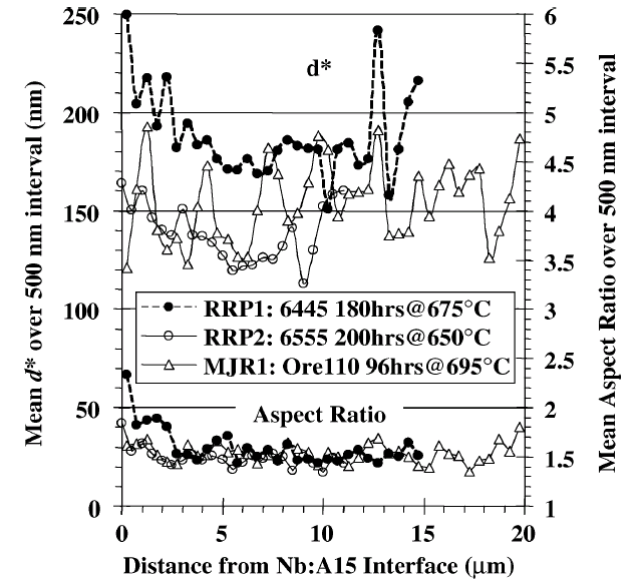 250
200
150
100
50
0
Mean d* over 500 nm interval (nm)
d*
RRP1: 6445 180hrs@675°C
RRP2: 6555 200hrs@650°C
MJR1: Ore110 96hrs@695°C
Aspect Ratio
6
5.5
5
4.5
4
3.5
3
2.5
2
1.5
1
Mean Aspect Ratio over 500 nm interval
0 5 10 15 20
Distance from Nb:A15 Interface (μm)